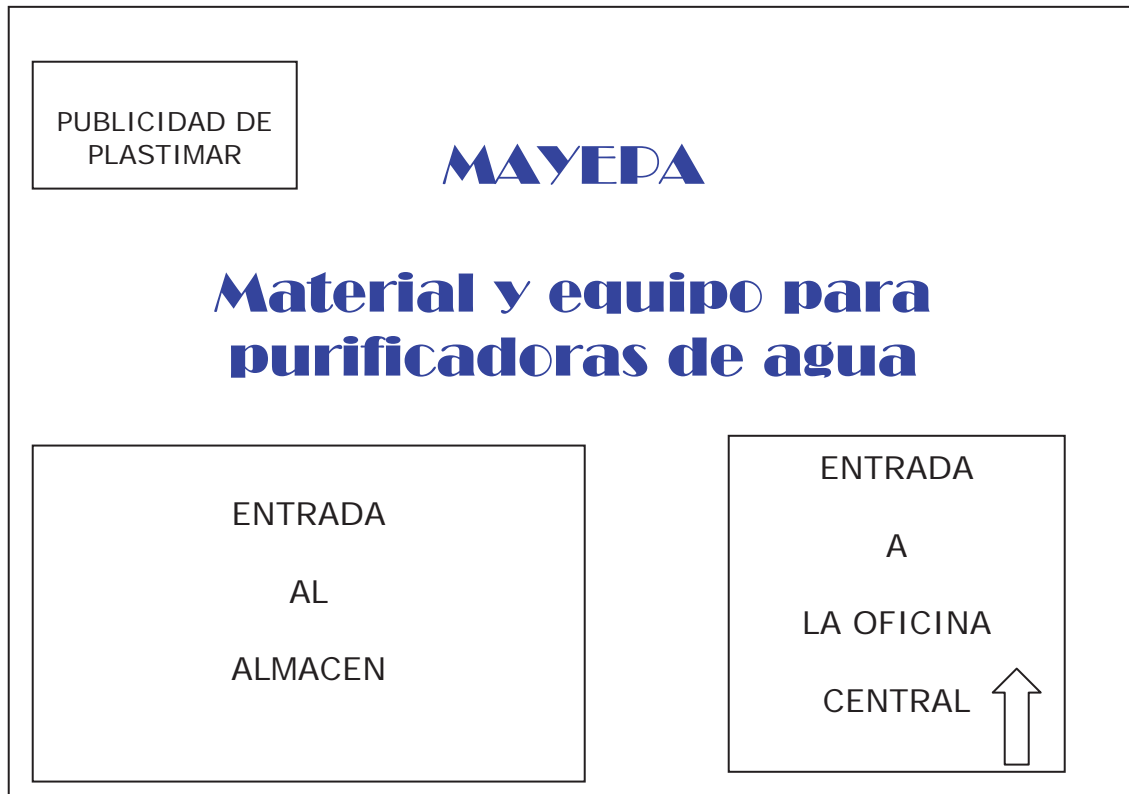 PUBLICIDAD DE
PLASTIMAR
MAYEPA
Material y equipo para
purificadoras de agua
ENTRADA
AL
ALMACEN
ENTRADA
A
LA OFICINA
CENTRAL